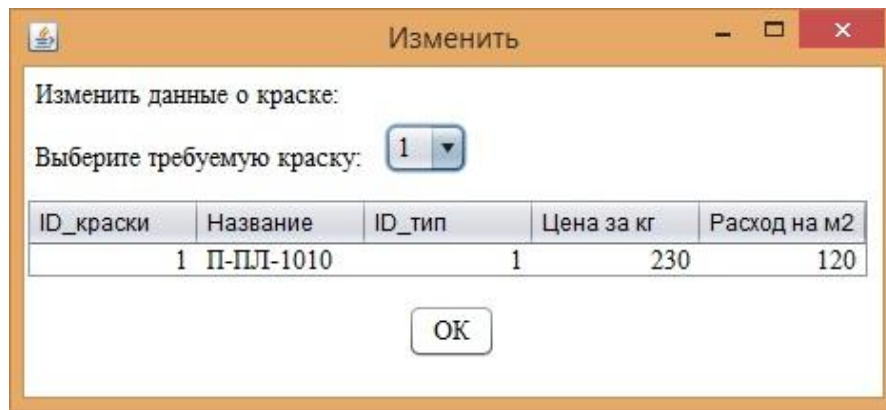 Изменить
Изменить данные о краске:
Выберите требуемую краску: 1
ID_краски Название ID_тип Цена за кг Расход на м2
1 П-ПЛ-1010 1 230 120
OK